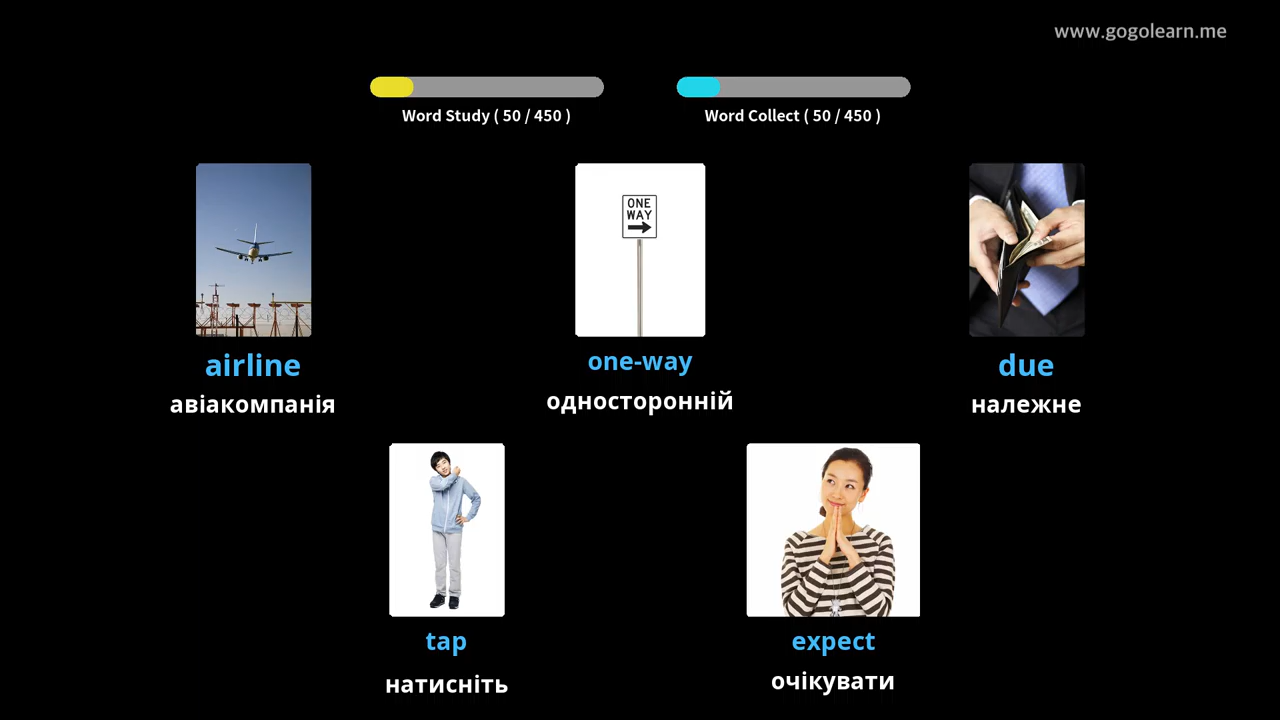 www.gogolearn.me
Word Study ( 50 / 450 )
Word Collect ( 50 / 450 )
ONE
WAY
airline
one-way
due
авіакомпанія
односторонній
належне
tap
expect
натисніть
очікувати